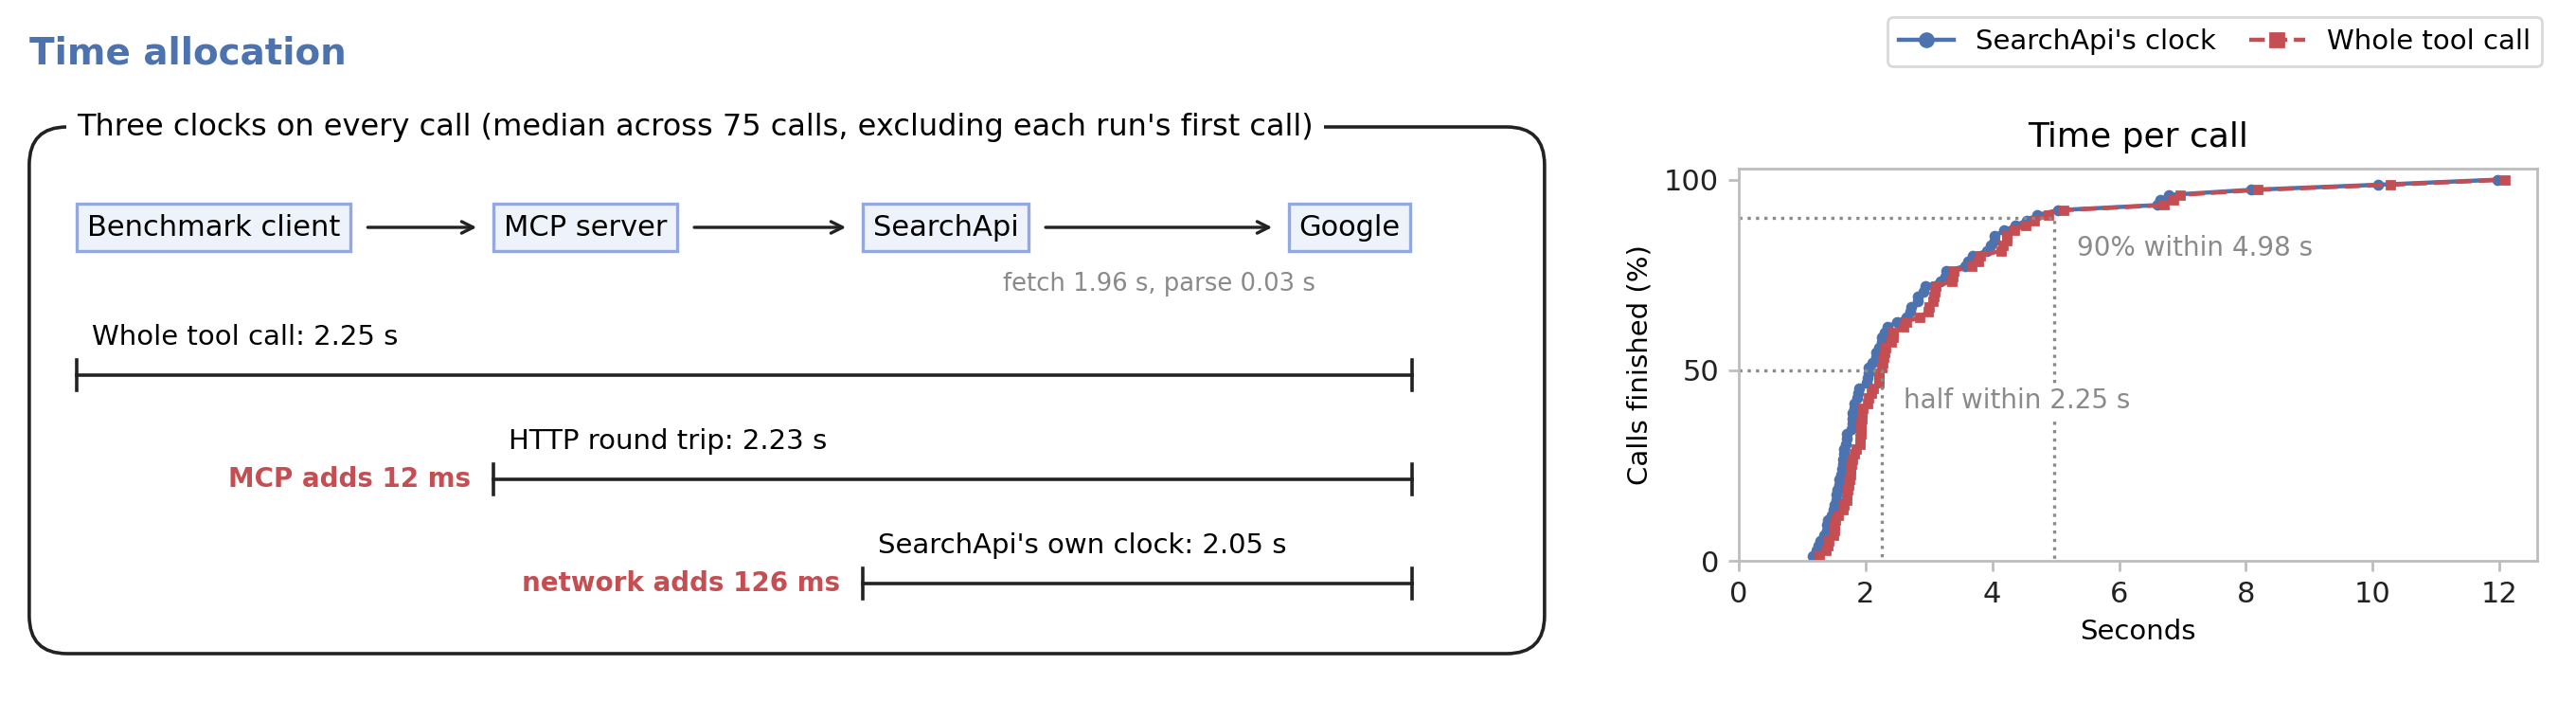 Time allocation
Three clocks on every call (median across 75 calls, excluding each run's first call)
Benchmark client
MCP server
SearchApi
Google
fetch 1.96 s, parse 0.03 s
Whole tool call: 2.25 s
HTTP round trip: 2.23 s
MCP adds 12 ms
SearchApi's own clock: 2.05 s
network adds 126 ms
SearchApi's clock
Whole tool call
Time per call
Calls finished (%)
100
50
0
90% within 4.98 s
half within 2.25 s
0 2 4 6 8 10 12
Seconds